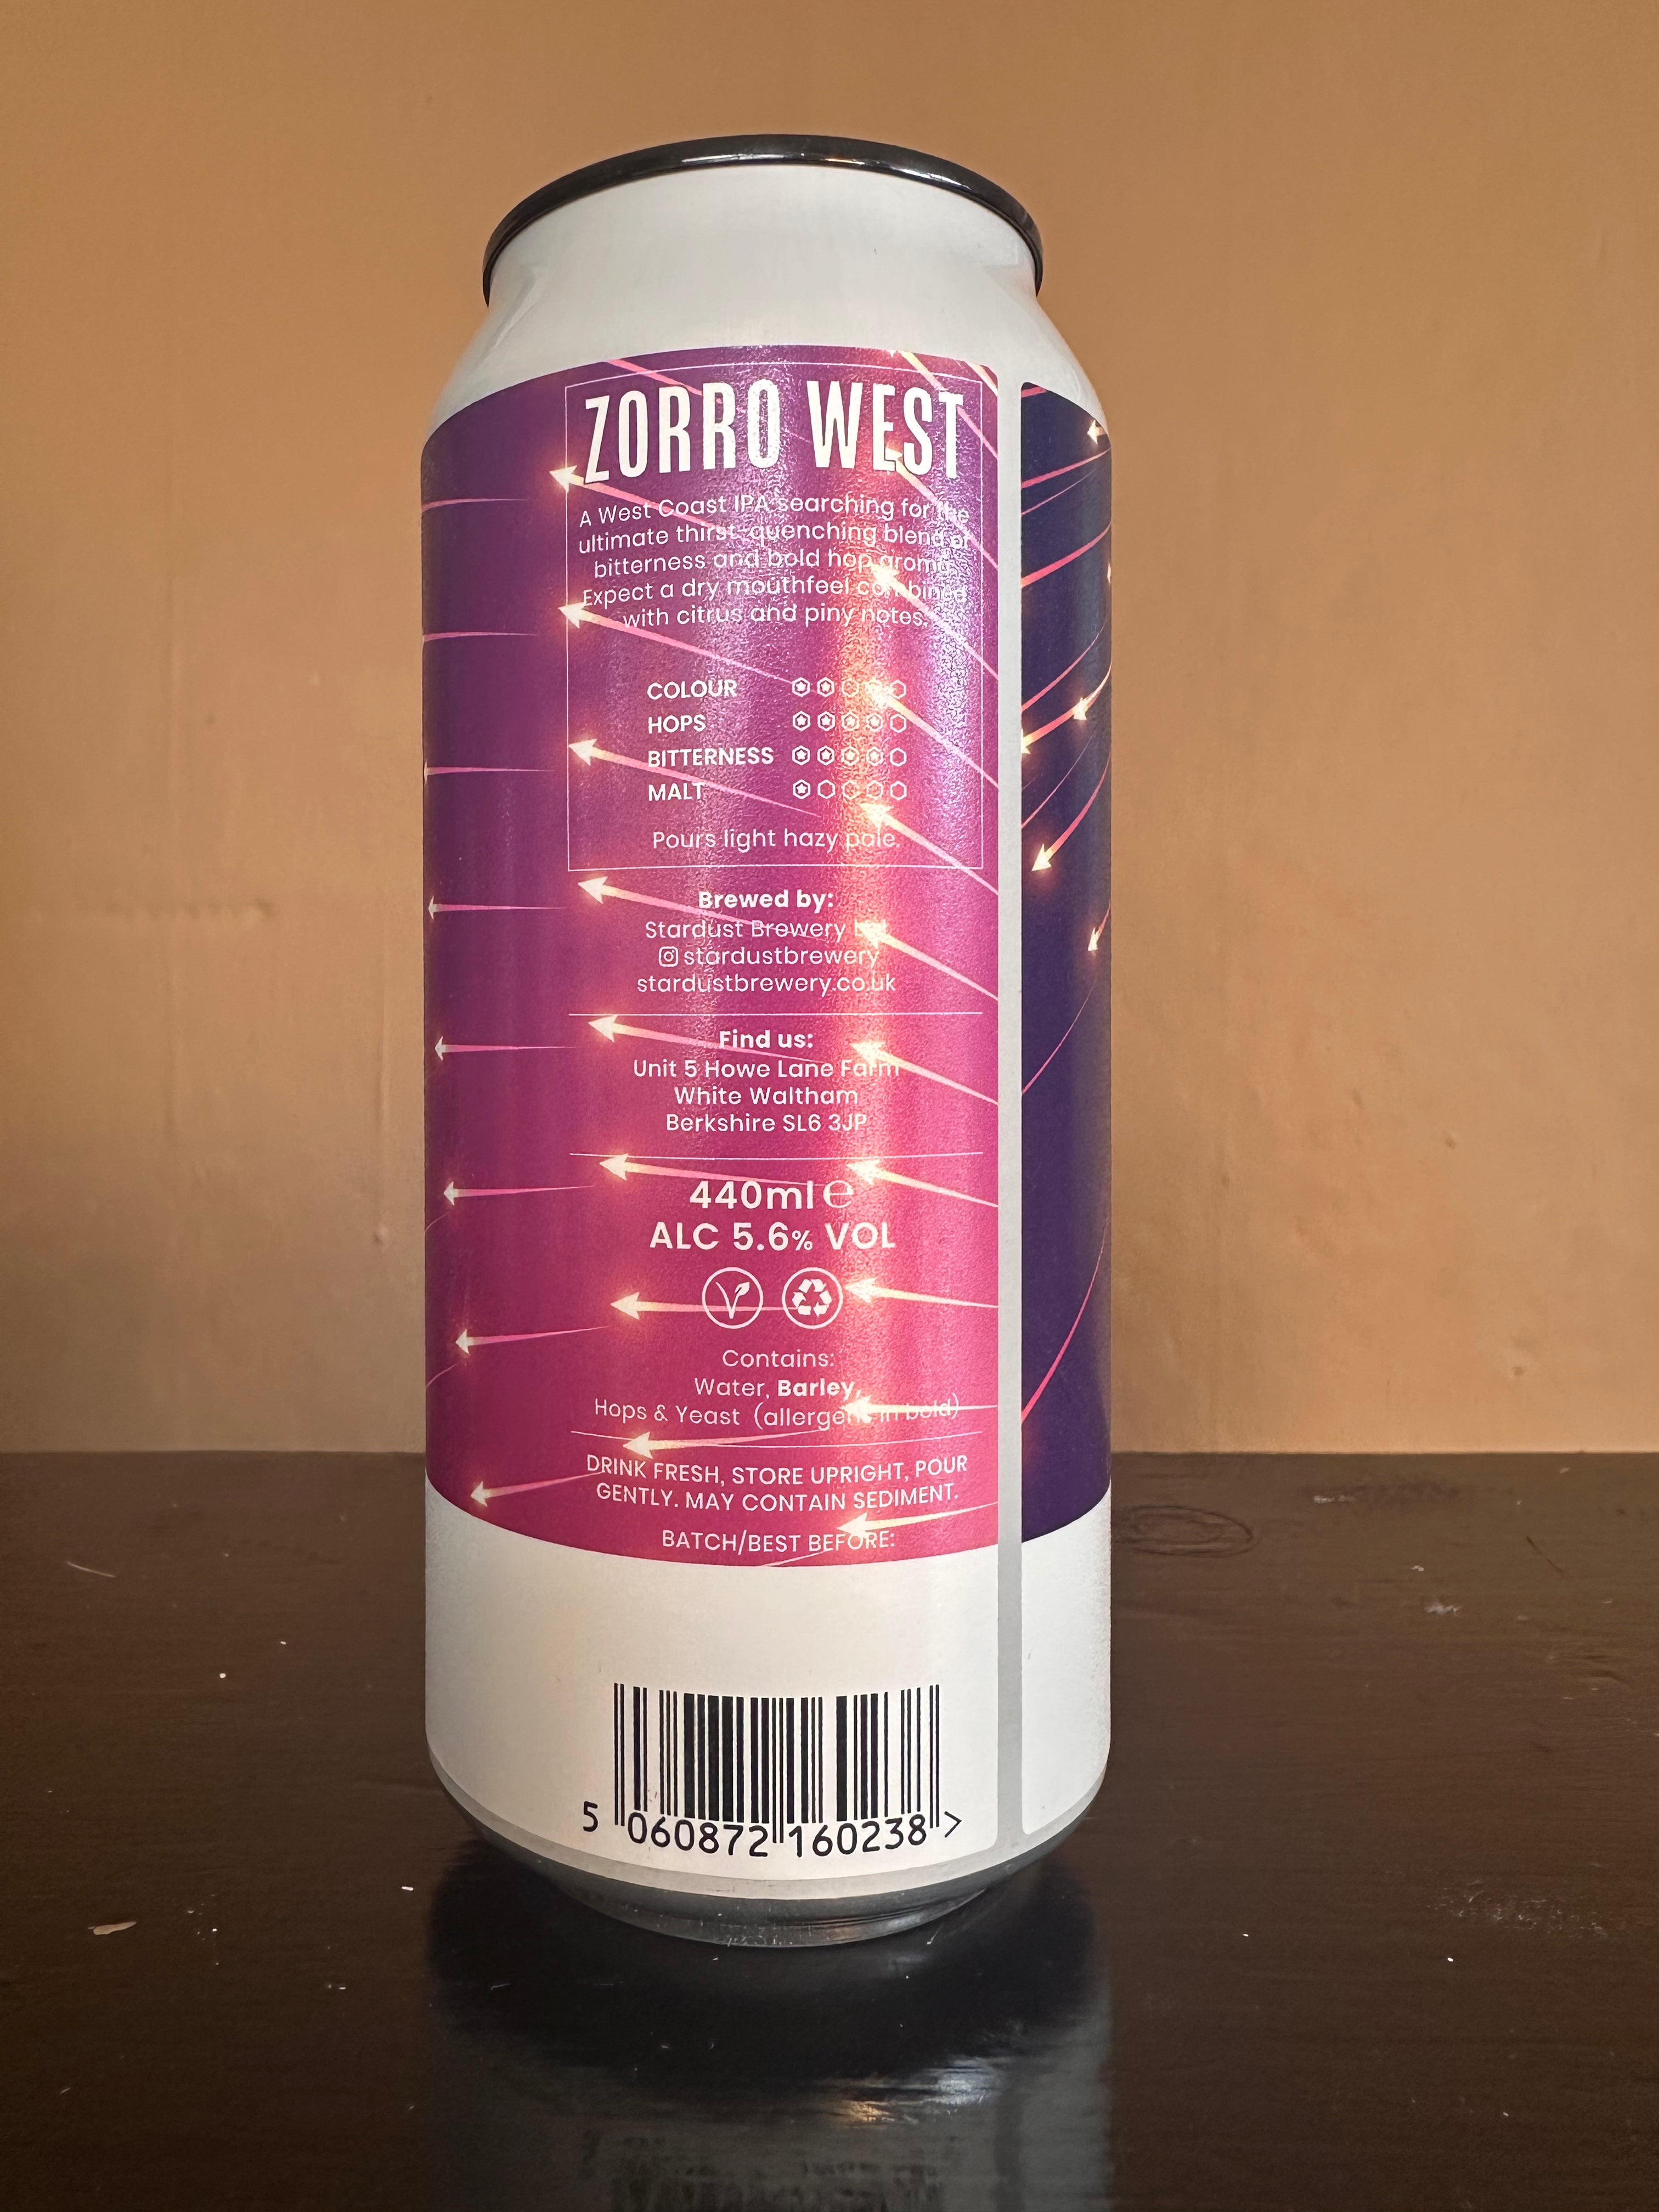 ZORRO WEST
A West Coast IPA searching for the
ultimate thirst-quenching blend of
bitterness and bold hop aroma.
Expect a dry mouthfeel combined
with citrus and piny notes.
COLOUR
HOPS
BITTERNESS
MALT
Pours light hazy pale.
Brewed by:
Stardust Brewery Ltd
stardustbrewery
stardustbrewery.co.uk
Find us:
Unit 5 Howe Lane Farm
White Waltham
Berkshire SL6 3JP
440ml ℮
ALC 5.6% VOL
Contains:
Water, Barley,
Hops & Yeast (allergens in bold)
DRINK FRESH, STORE UPRIGHT, POUR
GENTLY. MAY CONTAIN SEDIMENT.
BATCH/BEST BEFORE:
5 060872 160238 >